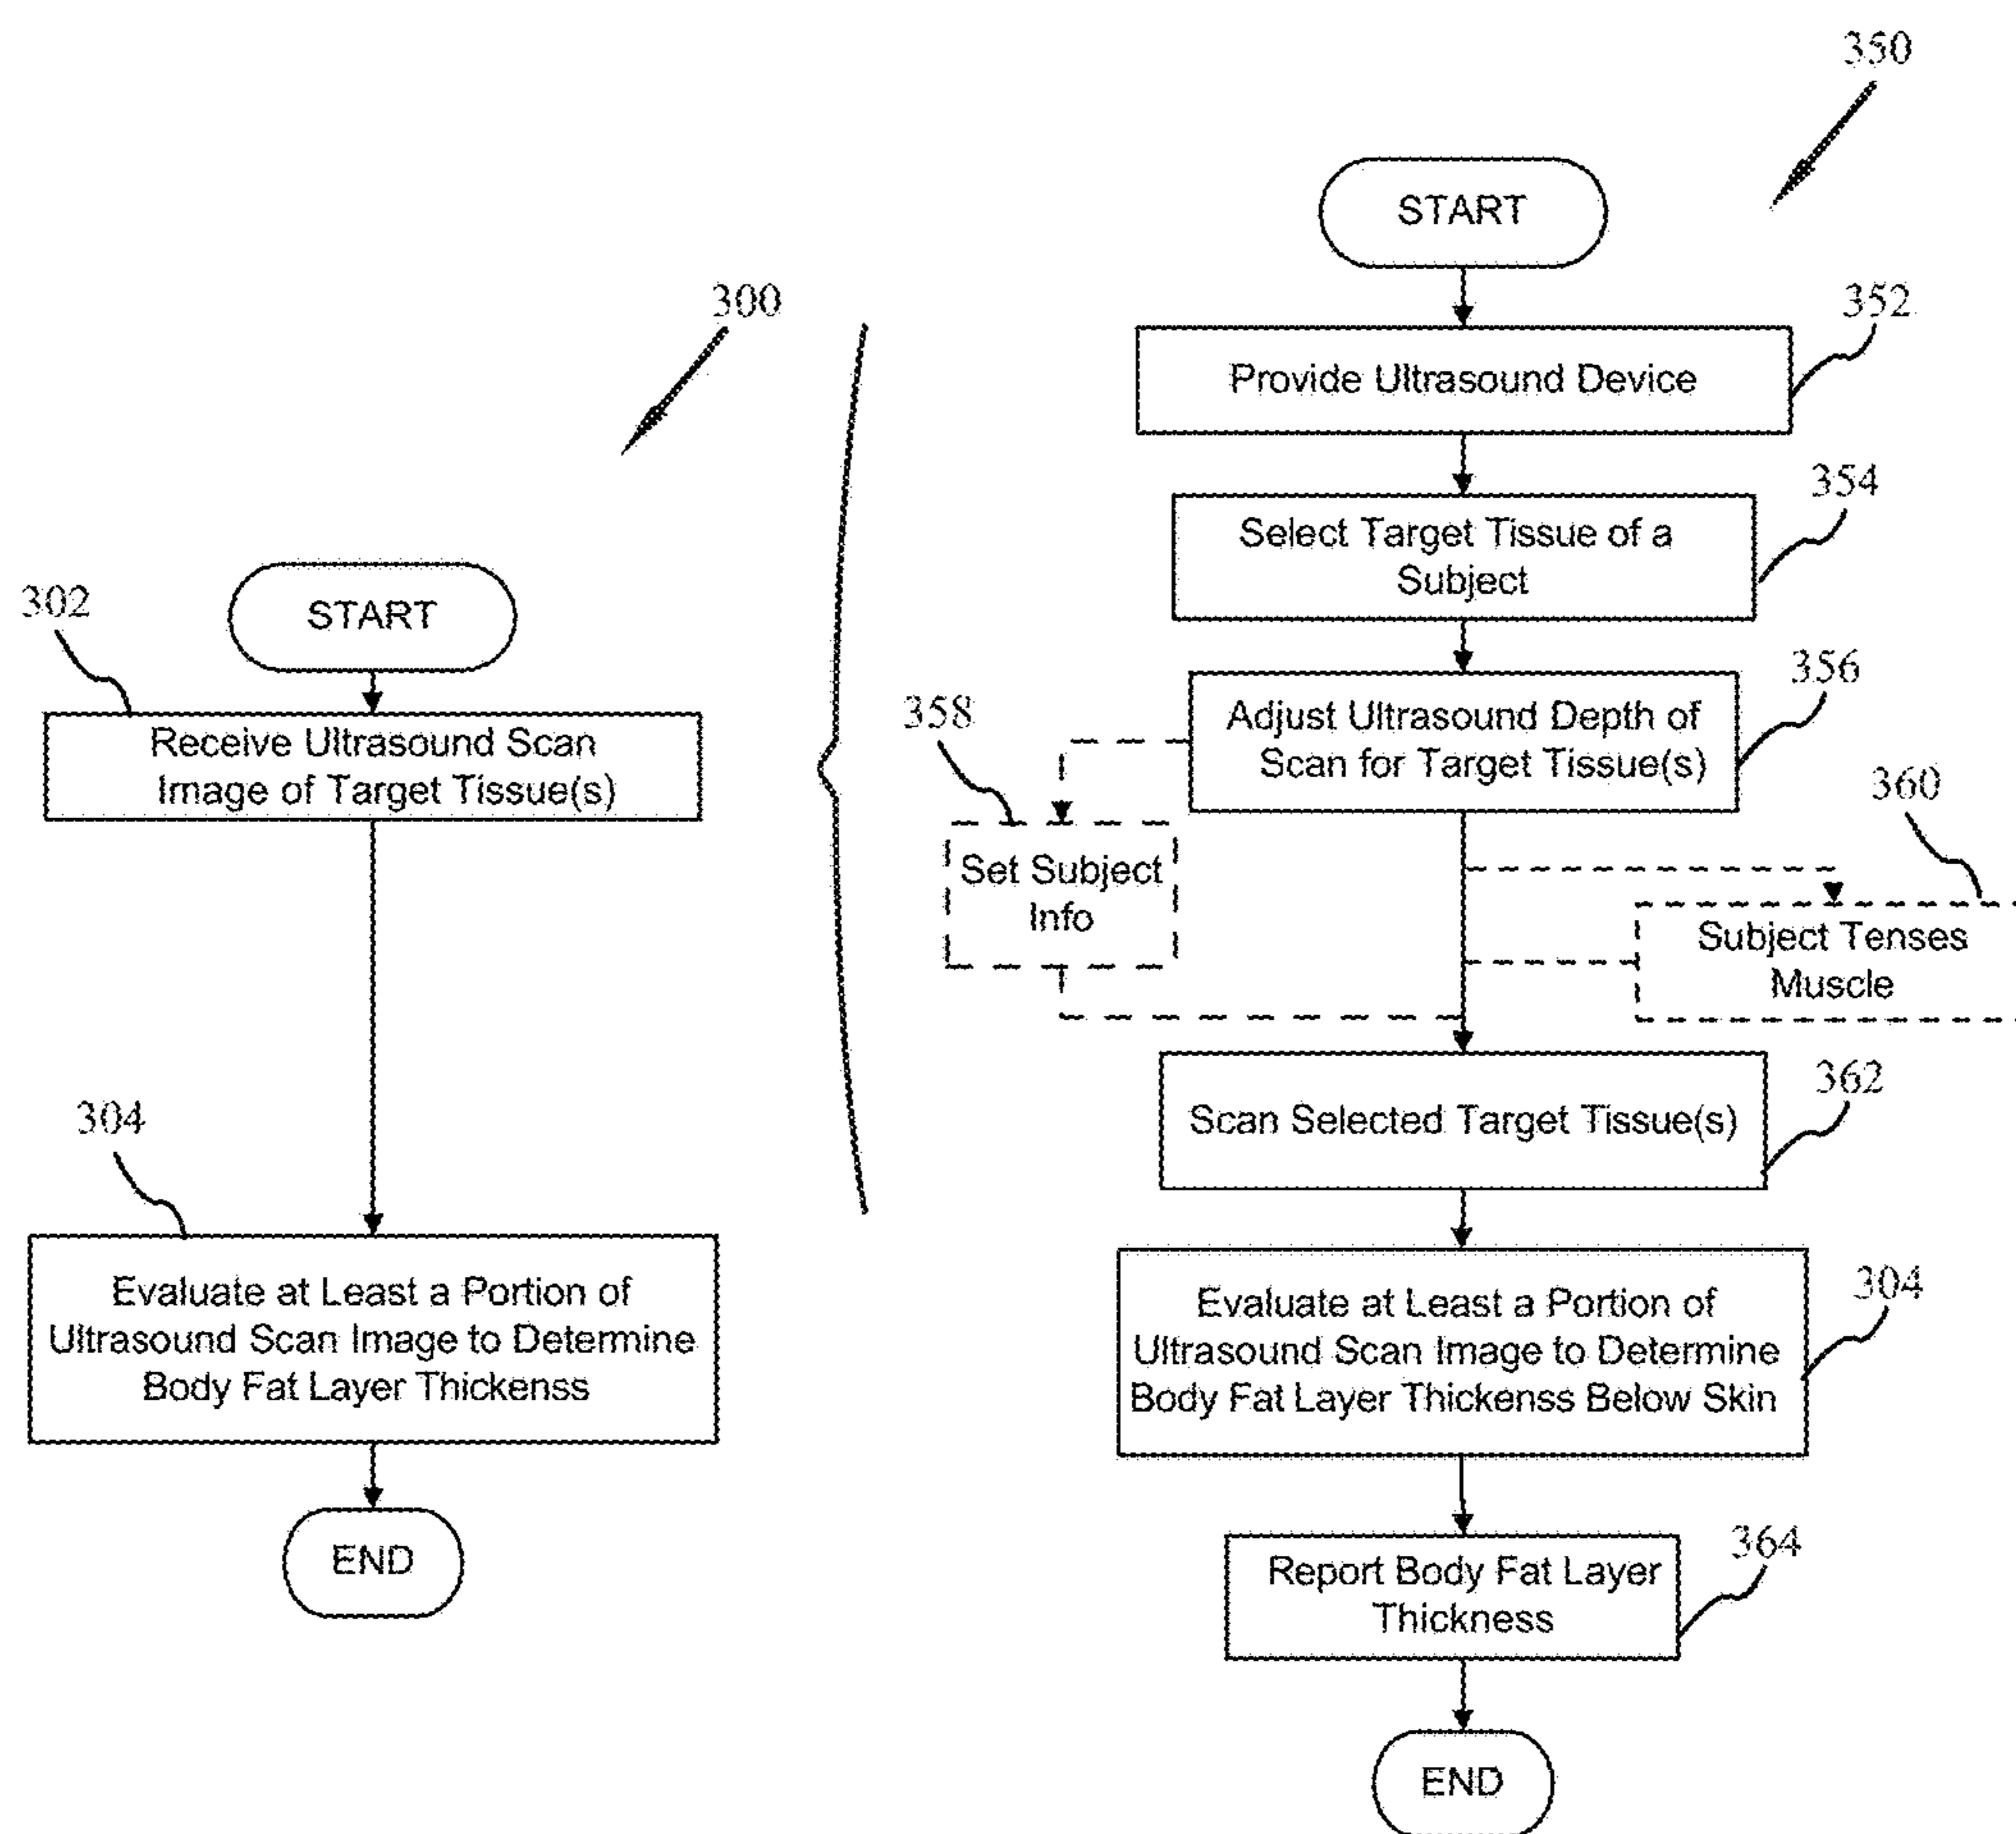 300
START
302
Receive Ultrasound Scan
Image of Target Tissue(s)
304
Evaluate at Least a Portion of
Ultrasound Scan Image to Determine
Body Fat Layer Thickenss
END
350
START
352
Provide Ultrasound Device
354
Select Target Tissue of a
Subject
356
Adjust Ultrasound Depth of
Scan for Target Tissue(s)
358
Set Subject
Info
360
Subject Tenses
Muscle
362
Scan Selected Target Tissue(s)
304
Evaluate at Least a Portion of
Ultrasound Scan Image to Determine
Body Fat Layer Thickenss Below Skin
364
Report Body Fat Layer
Thickness
END